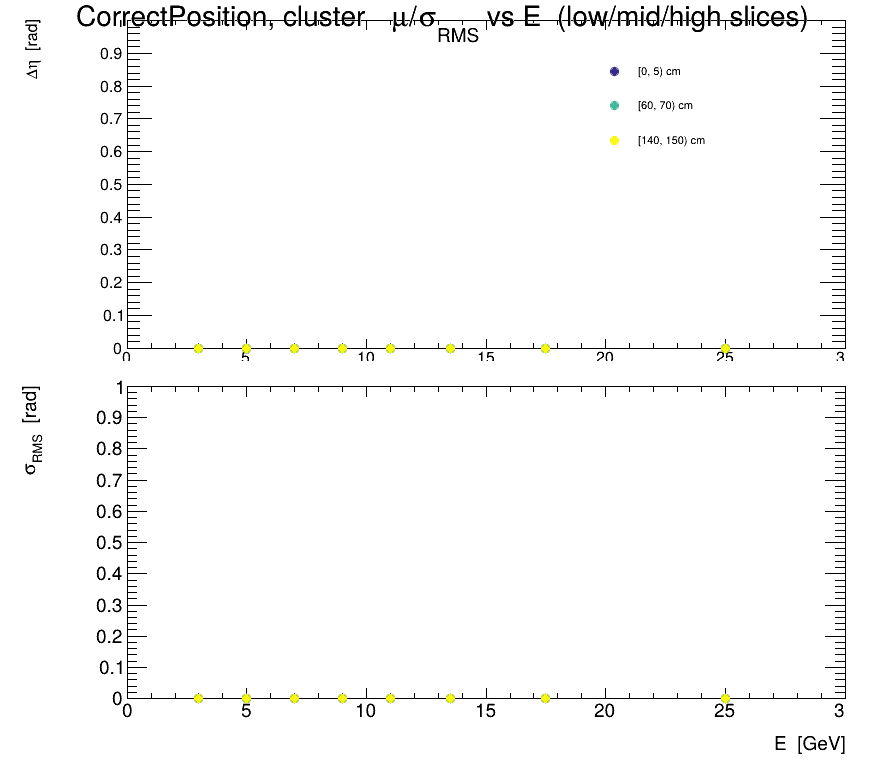 CorrectPosition, cluster μ/σ_RMS vs E (low/mid/high slices)
Δη [rad]
[0, 5) cm
[60, 70) cm
[140, 150) cm
0.9
0.8
0.7
0.6
0.5
0.4
0.3
0.2
0.1
0
0 5 10 15 20 25 3
σ_RMS [rad]
1
0.9
0.8
0.7
0.6
0.5
0.4
0.3
0.2
0.1
0
0 5 10 15 20 25 3
E [GeV]